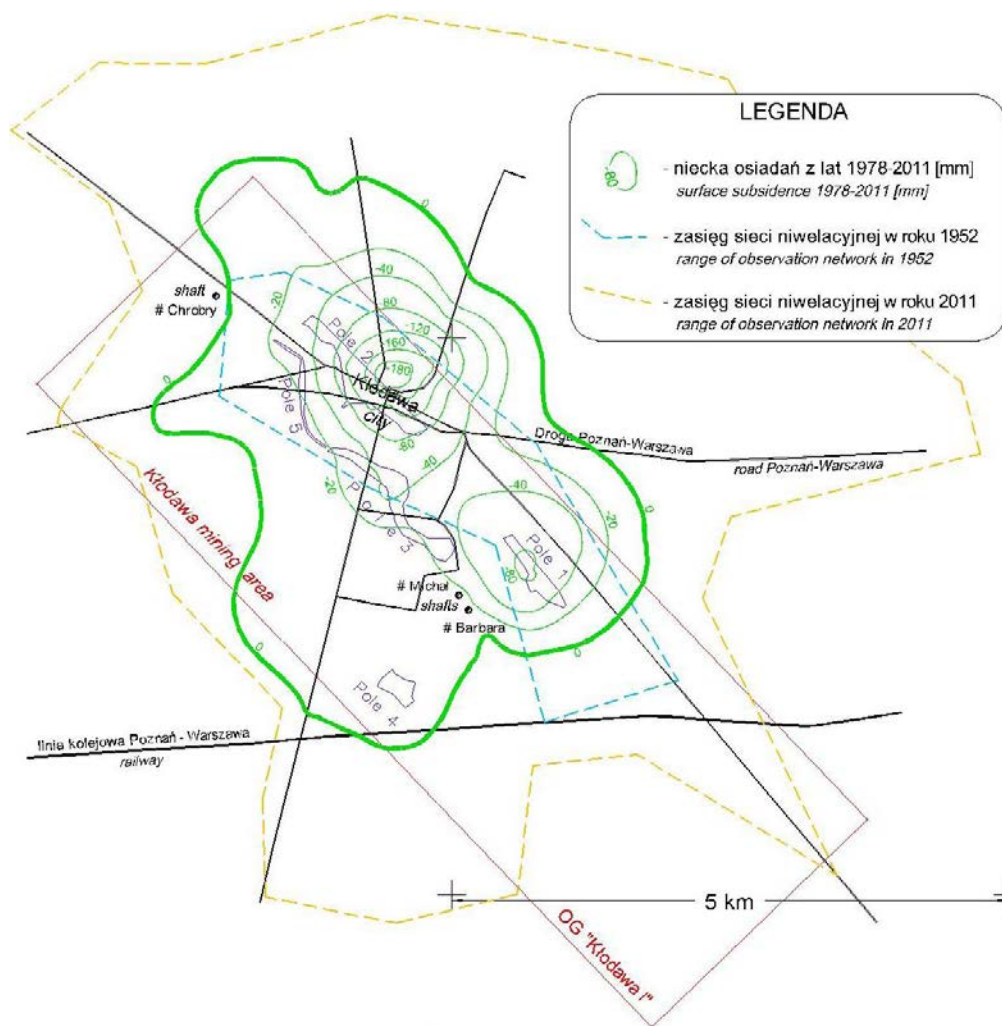 LEGENDA
-80
- niecka osiadań z lat 1978-2011 [mm]
surface subsidence 1978-2011 [mm]
- zasięg sieci niwelacyjnej w roku 1952
range of observation network in 1952
- zasięg sieci niwelacyjnej w roku 2011
range of observation network in 2011
0
0
-40
-20
shaft
# Chrobry
-80
-120
-160
-180
Pole 2
Kłodawa
city
0
Pole 5
-80
-40
-20
Droga Poznań-Warszawa
road Poznań-Warszawa
-40
-20
0
Pole 3
Pole 1
-80
Kłodawa mining area
# Michał
shafts
# Barbara
0
0
Pole 4
linia kolejowa Poznań - Warszawa
railway
5 km
OG "Kłodawa I"